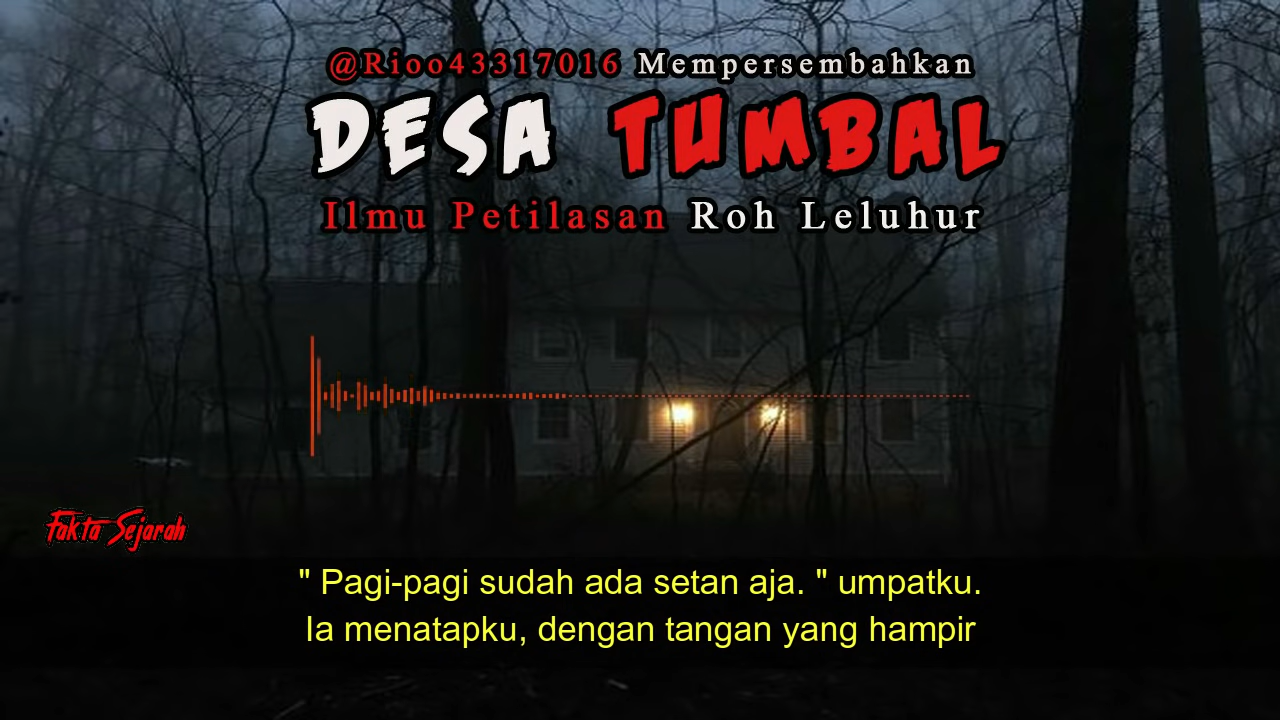 @Rioo43317016 Mempersembahkan
DESA TUMBAL
Ilmu Petilasan Roh Leluhur
Fakta Sejarah
" Pagi-pagi sudah ada setan aja. " umpatku.
Ia menatapku, dengan tangan yang hampir